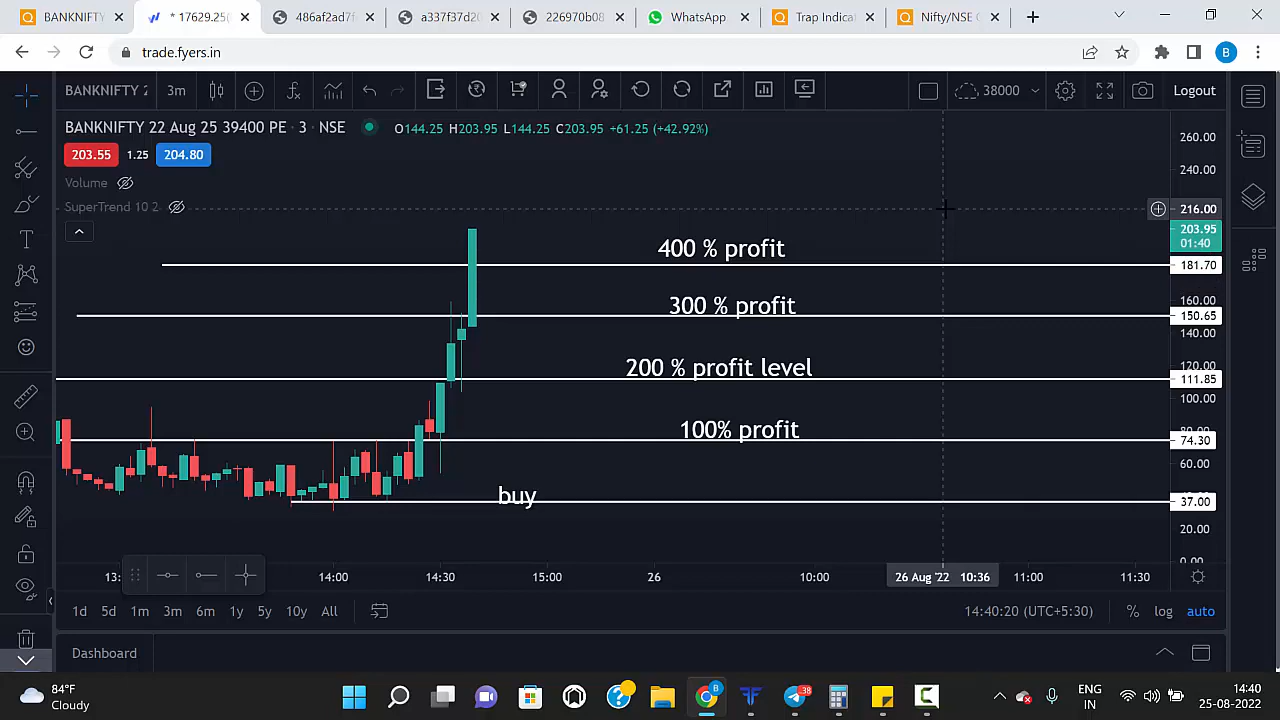 BANKNIFTY
* 17629.25(
486af2ad7f
a337f37d20
226970b08
WhatsApp
Trap Indica
Nifty/NSE
trade.fyers.in
B
BANKNIFTY 2
3m
38000
Logout
BANKNIFTY 22 Aug 25 39400 PE · 3 · NSE
O144.25 H203.95 L144.25 C203.95 +61.25 (+42.92%)
203.55 1.25 204.80
Volume
SuperTrend 10 2
260.00
240.00
216.00
203.95
01:40
400 % profit
181.70
160.00
300 % profit
150.65
140.00
120.00
200 % profit level
111.85
100.00
80.00
100% profit
74.30
60.00
buy
37.00
20.00
0.00
13:
14:00
14:30
15:00
26
10:00
26 Aug '22 10:36
11:00
11:30
1d 5d 1m 3m 6m 1y 5y 10y All
14:40:20 (UTC+5:30)
% log auto
Dashboard
84°F
Cloudy
38
ENG
IN
14:40
25-08-2022